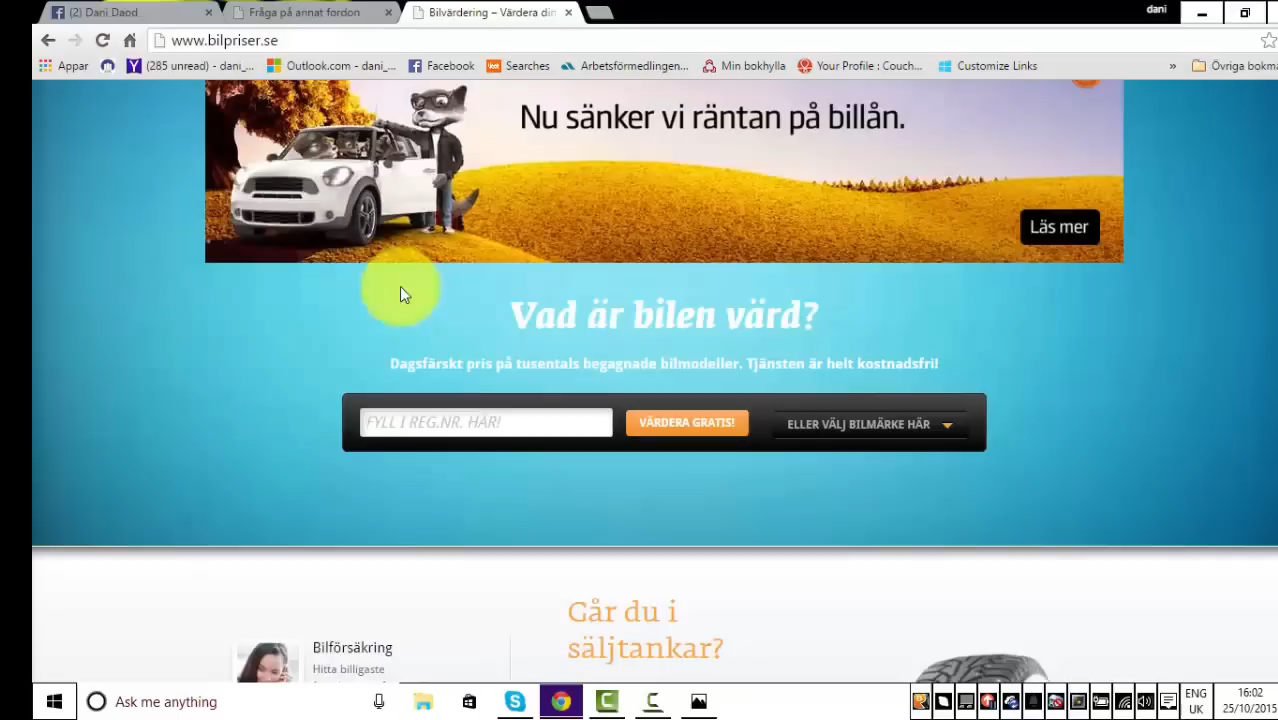 (2) Dani Daod
Fråga på annat fordon
Bilvärdering – Värdera din
dani
www.bilpriser.se
Appar
(285 unread) - dani_...
Outlook.com - dani_...
Facebook
Searches
Arbetsförmedlingen...
Min bokhylla
Your Profile : Couch...
Customize Links
»
Övriga bokma
Nu sänker vi räntan på billån.
Läs mer
Vad är bilen värd?
Dagsfärskt pris på tusentals begagnade bilmodeller. Tjänsten är helt kostnadsfri!
FYLL I REG.NR. HÄR!
VÄRDERA GRATIS!
ELLER VÄLJ BILMÄRKE HÄR
Går du i
säljtankar?
Bilförsäkring
Hitta billigaste
Ask me anything
ENG
UK
16:02
25/10/2015